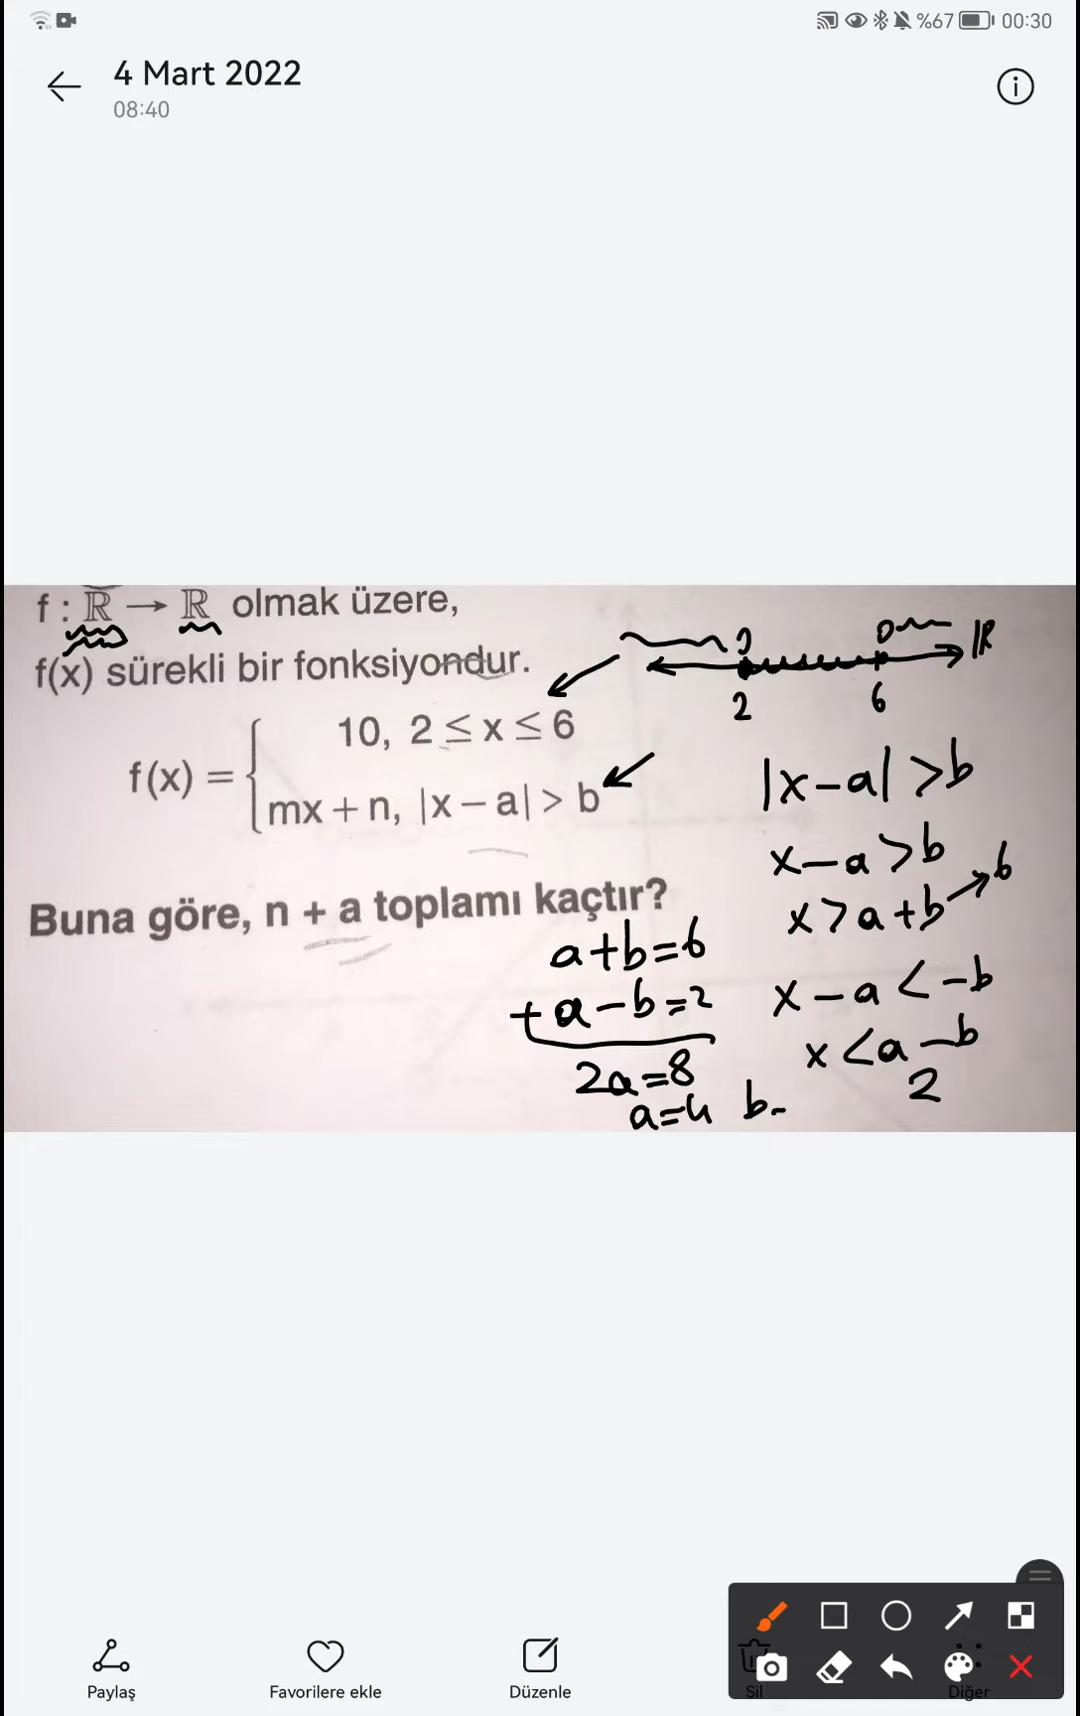 %67 00:30
4 Mart 2022
08:40
f : ℝ → ℝ olmak üzere,
f(x) sürekli bir fonksiyondur.
f(x) = { 10, 2 ≤ x ≤ 6
mx + n, |x − a| > b
Buna göre, n + a toplamı kaçtır?
2 6 ℝ
|x-a| > b
x-a > b
x > a+b → 6
x-a < -b
x < a-b
2
a+b=6
+ a-b=2
2a=8
a=4 b-
Paylaş
Favorilere ekle
Düzenle
Sil
Diğer